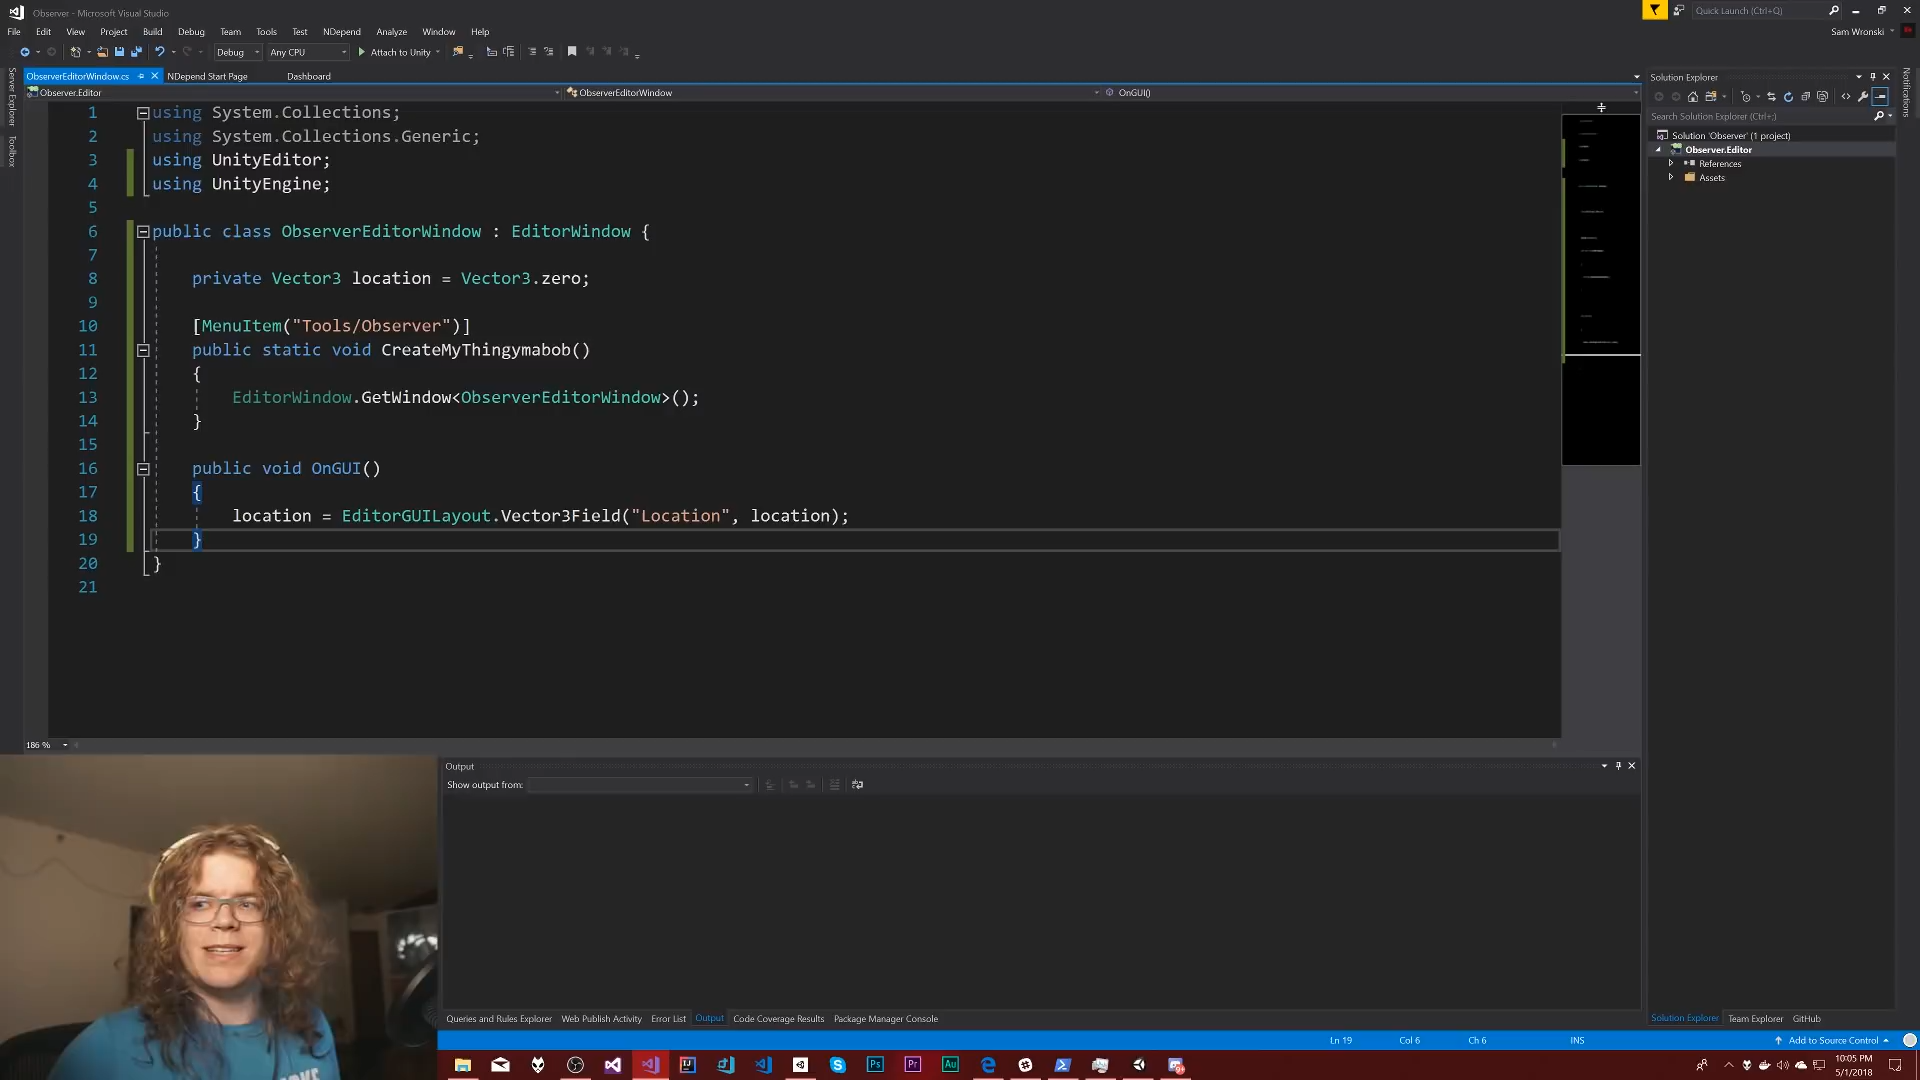 Observer - Microsoft Visual Studio
Quick Launch (Ctrl+Q)
File Edit View Project Build Debug Team Tools Test NDepend Analyze Window Help
Sam Wronski
Debug Any CPU Attach to Unity
ObserverEditorWindow.cs NDepend Start Page Dashboard
Observer.Editor ObserverEditorWindow OnGUI()
Server Explorer
Toolbox
1 using System.Collections;
2 using System.Collections.Generic;
3 using UnityEditor;
4 using UnityEngine;
5
6 public class ObserverEditorWindow : EditorWindow {
7
8 private Vector3 location = Vector3.zero;
9
10 [MenuItem("Tools/Observer")]
11 public static void CreateMyThingymabob()
12 {
13 EditorWindow.GetWindow<ObserverEditorWindow>();
14 }
15
16 public void OnGUI()
17 {
18 location = EditorGUILayout.Vector3Field("Location", location);
19 }
20 }
21
186 %
Solution Explorer
Search Solution Explorer (Ctrl+;)
Solution 'Observer' (1 project)
Observer.Editor
References
Assets
Notifications
Output
Show output from:
Queries and Rules Explorer Web Publish Activity Error List Output Code Coverage Results Package Manager Console
Solution Explorer Team Explorer GitHub
Ln 19 Col 6 Ch 6 INS Add to Source Control
Ps Pr Au
10:05 PM
5/1/2018